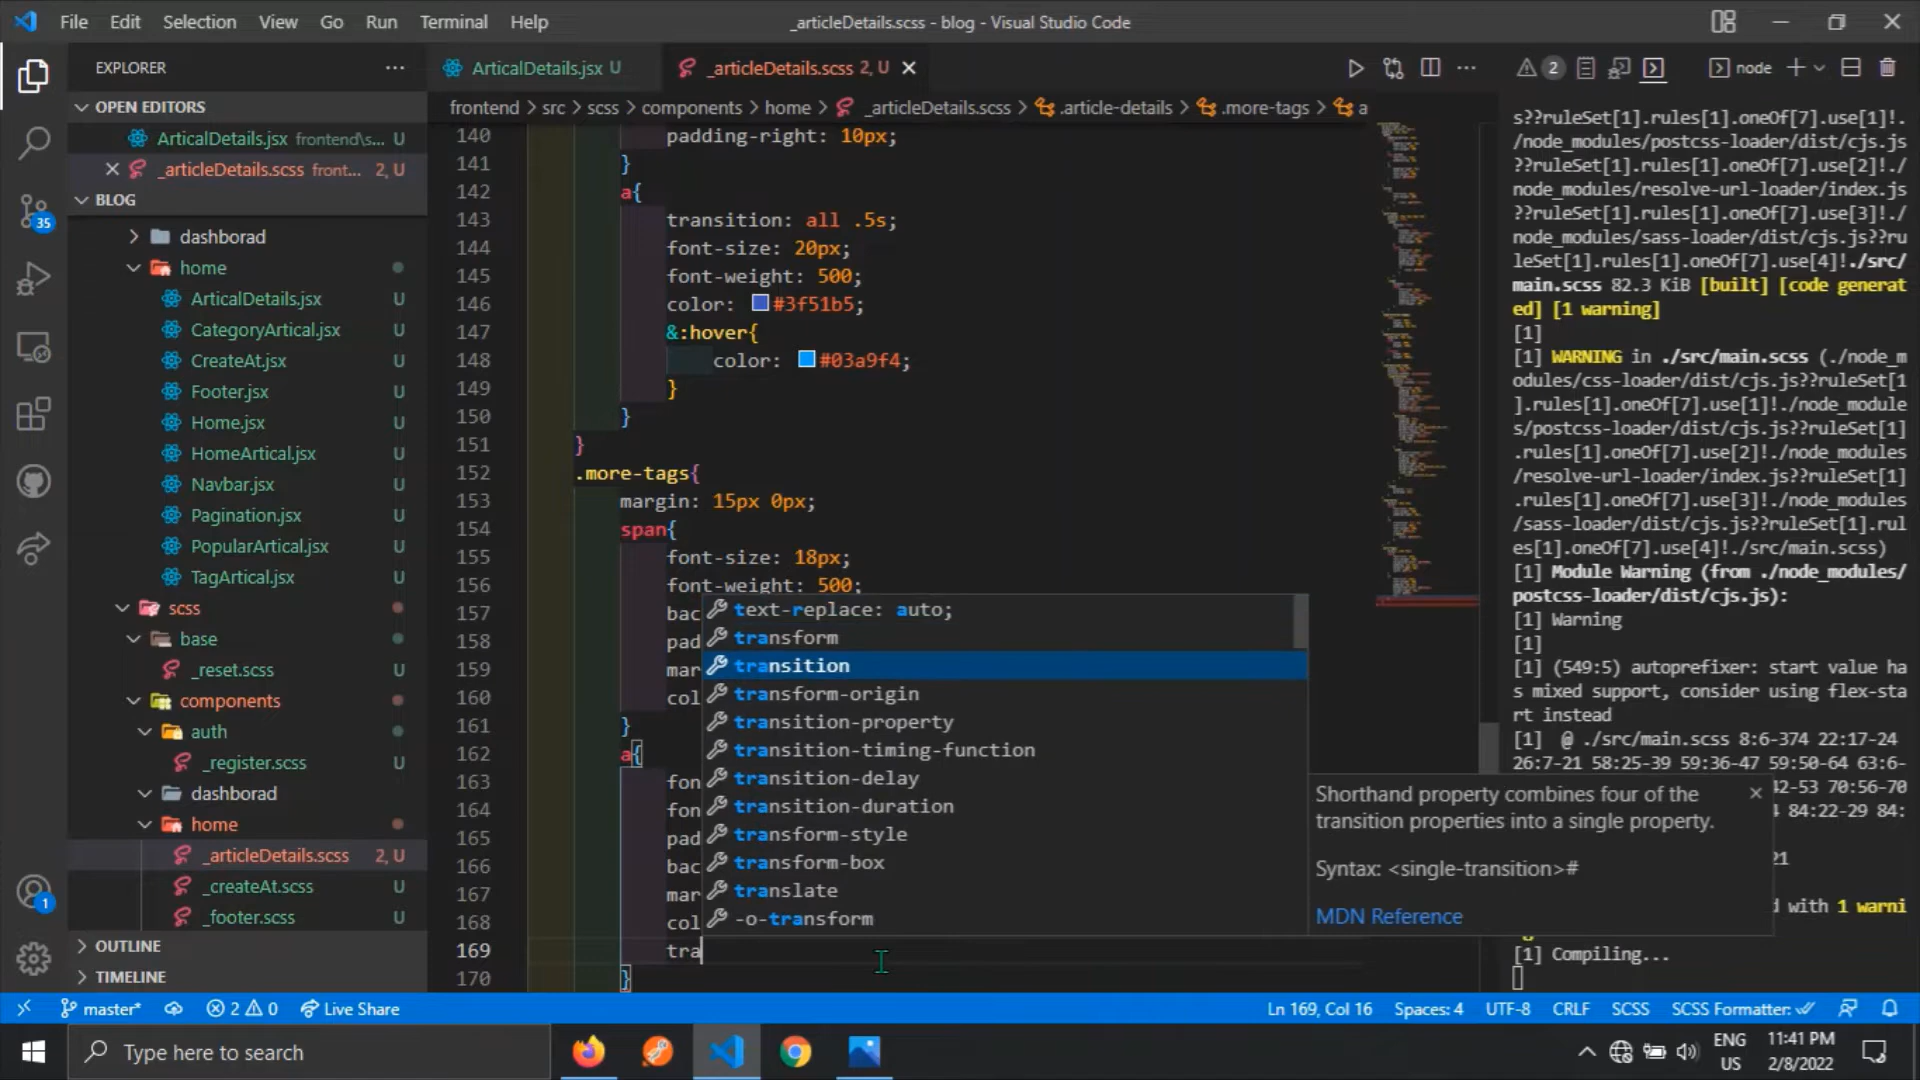 File Edit Selection View Go Run Terminal Help
_articleDetails.scss - blog - Visual Studio Code
EXPLORER
OPEN EDITORS
ArticalDetails.jsx frontend\s... U
_articleDetails.scss front... 2, U
BLOG
dashborad
home
ArticalDetails.jsx U
CategoryArtical.jsx U
CreateAt.jsx U
Footer.jsx U
Home.jsx U
HomeArtical.jsx U
Navbar.jsx U
Pagination.jsx U
PopularArtical.jsx U
TagArtical.jsx U
scss
base
_reset.scss U
components
auth
_register.scss U
dashborad
home
_articleDetails.scss 2, U
_createAt.scss U
_footer.scss U
OUTLINE
TIMELINE
35
1
ArticalDetails.jsx U
_articleDetails.scss 2, U
frontend > src > scss > components > home > _articleDetails.scss > .article-details > .more-tags > a
140 padding-right: 10px;
141 }
142 a{
143 transition: all .5s;
144 font-size: 20px;
145 font-weight: 500;
146 color: #3f51b5;
147 &:hover{
148 color: #03a9f4;
149 }
150 }
151 }
152 .more-tags{
153 margin: 15px 0px;
154 span{
155 font-size: 18px;
156 font-weight: 500;
157 bac
158 pad
159 mar
160 col
161 }
162 a{
163 fon
164 fon
165 pad
166 bac
167 mar
168 col
169 tra
170 }
text-replace: auto;
transform
transition
transform-origin
transition-property
transition-timing-function
transition-delay
transition-duration
transform-style
transform-box
translate
-o-transform
Shorthand property combines four of the
transition properties into a single property.
Syntax: <single-transition>#
MDN Reference
2
node
s??ruleSet[1].rules[1].oneOf[7].use[1]!.
/node_modules/postcss-loader/dist/cjs.js
??ruleSet[1].rules[1].oneOf[7].use[2]!./
node_modules/resolve-url-loader/index.js
??ruleSet[1].rules[1].oneOf[7].use[3]!./
node_modules/sass-loader/dist/cjs.js??ru
leSet[1].rules[1].oneOf[7].use[4]!./src/
main.scss 82.3 KiB [built] [code generat
ed] [1 warning]
[1]
[1] WARNING in ./src/main.scss (./node_m
odules/css-loader/dist/cjs.js??ruleSet[1
].rules[1].oneOf[7].use[1]!./node_module
s/postcss-loader/dist/cjs.js??ruleSet[1]
.rules[1].oneOf[7].use[2]!./node_modules
/resolve-url-loader/index.js??ruleSet[1]
.rules[1].oneOf[7].use[3]!./node_modules
/sass-loader/dist/cjs.js??ruleSet[1].rul
es[1].oneOf[7].use[4]!./src/main.scss)
[1] Module Warning (from ./node_modules/
postcss-loader/dist/cjs.js):
[1] Warning
[1]
[1] (549:5) autoprefixer: start value ha
s mixed support, consider using flex-sta
rt instead
[1] @ ./src/main.scss 8:6-374 22:17-24
26:7-21 58:25-39 59:36-47 59:50-64 63:6-
42-53 70:56-70
4 84:22-29 84:
21
d with 1 warni
[1] Compiling...
master* 2 0 Live Share
Ln 169, Col 16 Spaces: 4 UTF-8 CRLF SCSS SCSS Formatter:
Type here to search
ENG
US
11:41 PM
2/8/2022